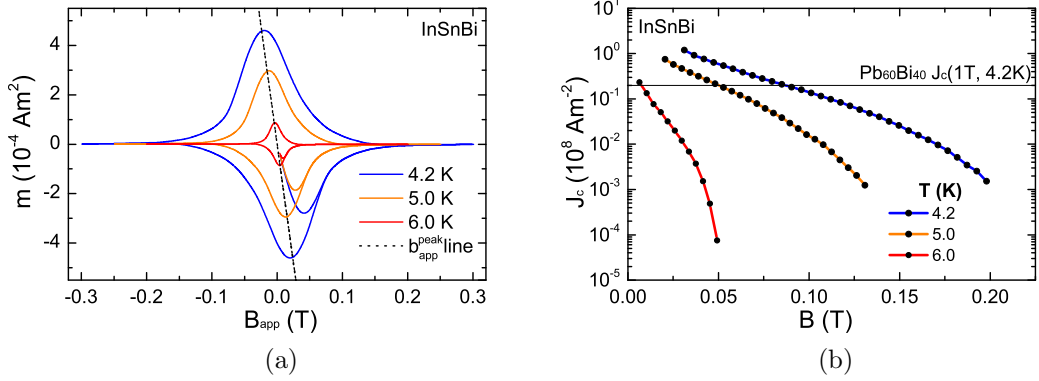 InSnBi
4
2
0
-2
-4
m (10⁻⁴ Am²)
4.2 K
5.0 K
6.0 K
b_app^peak line
-0.3 -0.2 -0.1 0.0 0.1 0.2 0.3
B_app (T)
(a)
InSnBi
10¹
10⁰
10⁻¹
10⁻²
10⁻³
10⁻⁴
10⁻⁵
J_c (10⁸ Am⁻²)
Pb₆₀Bi₄₀ J_c(1T, 4.2K)
T (K)
4.2
5.0
6.0
0.00 0.05 0.10 0.15 0.20
B (T)
(b)